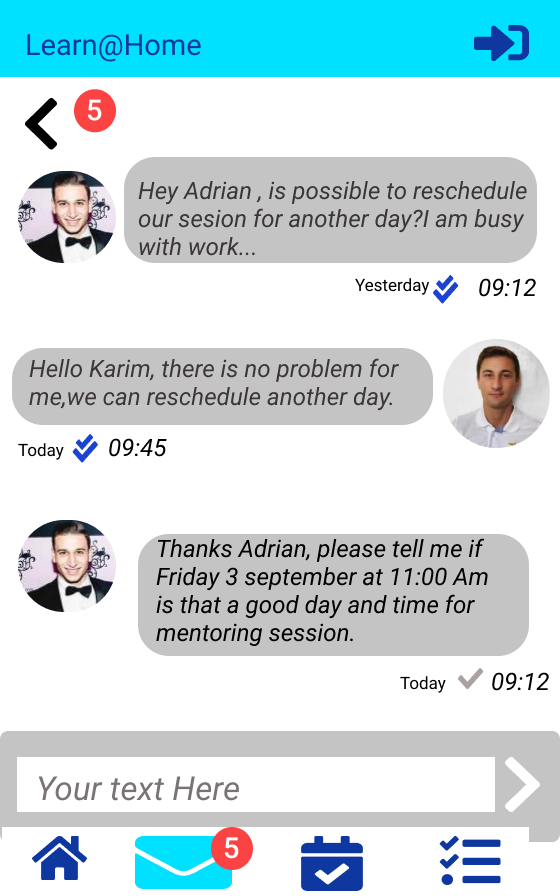 Learn@Home
5
Hey Adrian , is possible to reschedule
our sesion for another day?I am busy
with work...
Yesterday 09:12
Hello Karim, there is no problem for
me,we can reschedule another day.
Today 09:45
Thanks Adrian, please tell me if
Friday 3 september at 11:00 Am
is that a good day and time for
mentoring session.
Today 09:12
Your text Here
5